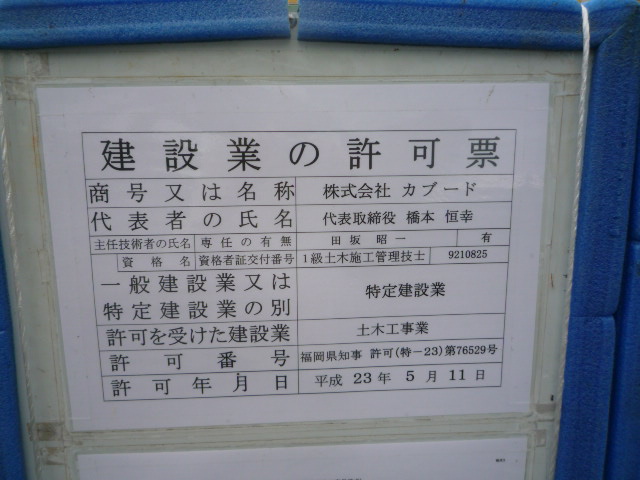 建設業の許可票
商号又は名称 株式会社 カブード
代表者の氏名 代表取締役 橋本 恒幸
主任技術者の氏名 専任の有無 田坂 昭一 有
資格名 資格者証交付番号 1級土木施工管理技士 9210825
一般建設業又は
特定建設業の別 特定建設業
許可を受けた建設業 土木工事業
許可番号 福岡県知事 許可(特－23)第76529号
許可年月日 平成 23 年 5 月 11 日